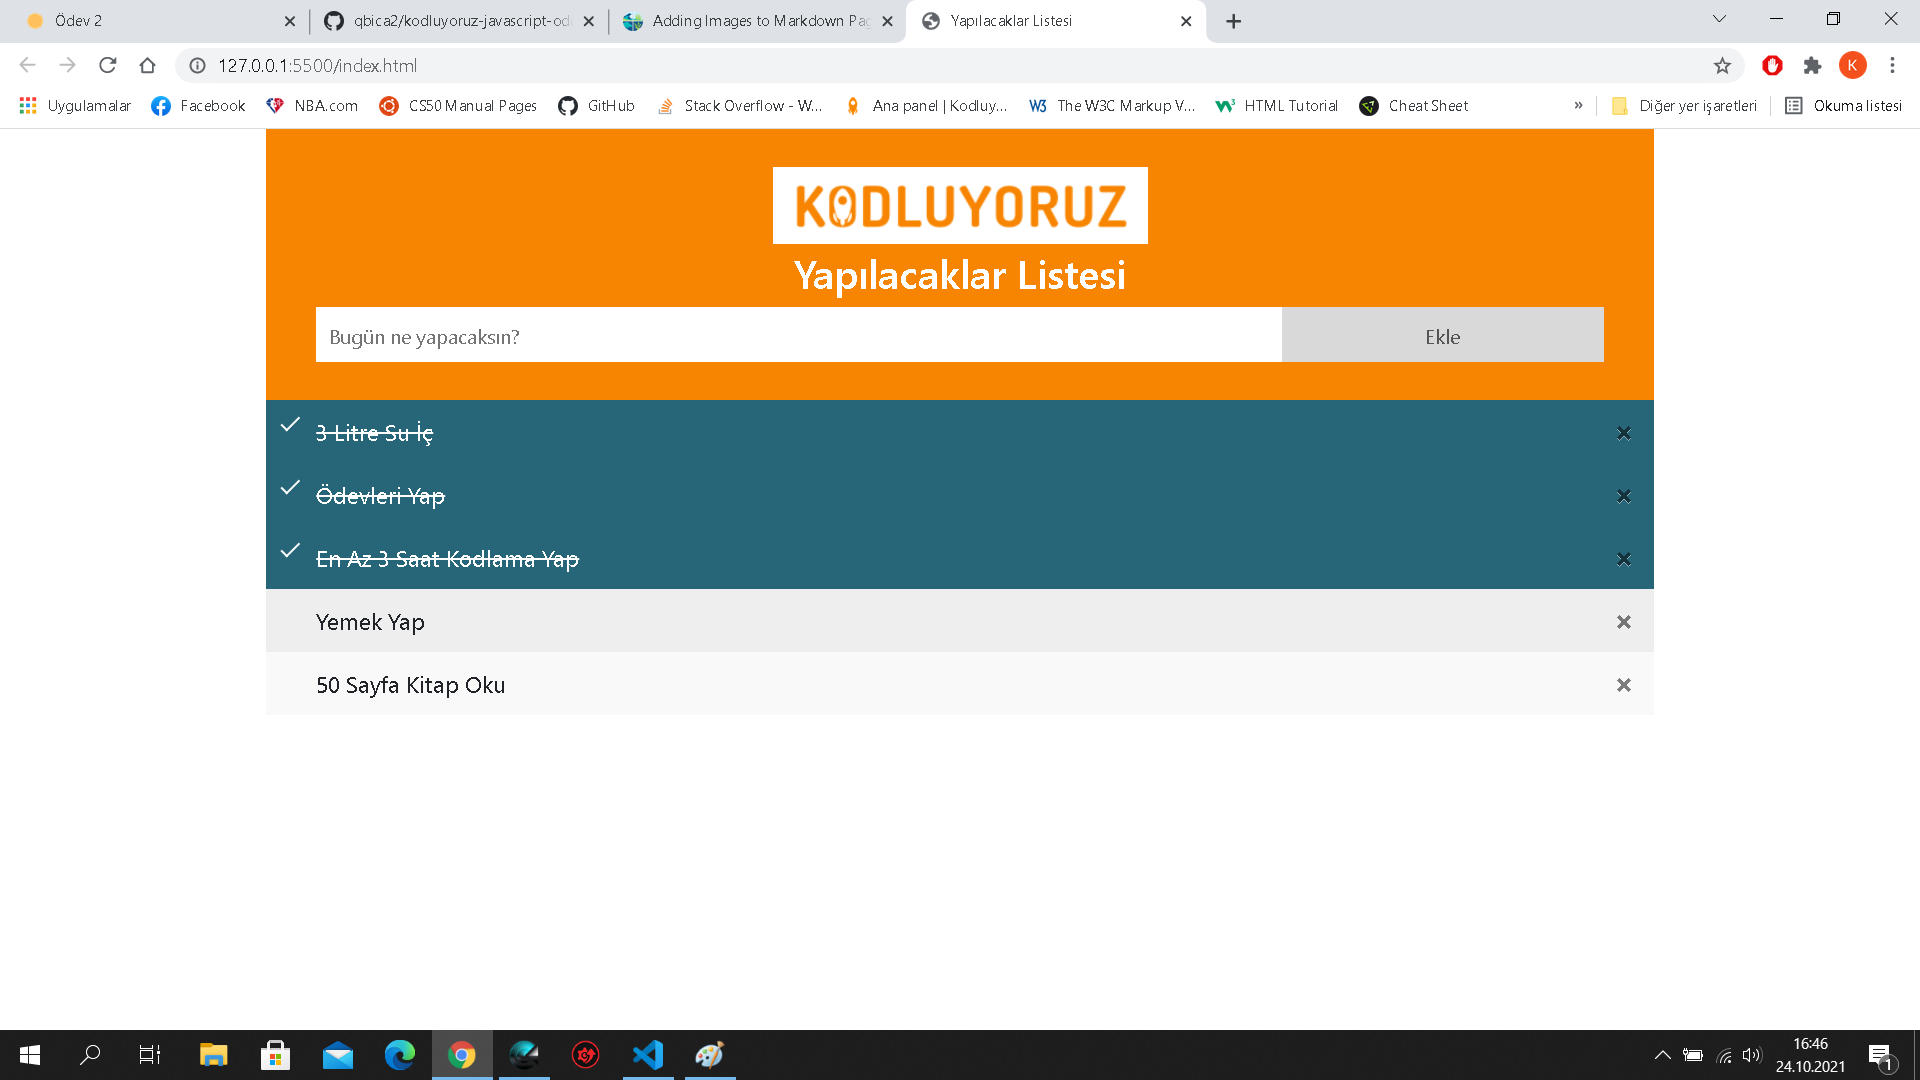 Ödev 2
qbica2/kodluyoruz-javascript-od
Adding Images to Markdown Pag
Yapılacaklar Listesi
127.0.0.1:5500/index.html
K
Uygulamalar
Facebook
NBA.com
CS50 Manual Pages
GitHub
Stack Overflow - W...
Ana panel | Kodluy...
The W3C Markup V...
HTML Tutorial
Cheat Sheet
»
Diğer yer işaretleri
Okuma listesi
KODLUYORUZ
Yapılacaklar Listesi
Bugün ne yapacaksın?
Ekle
3 Litre Su İç
Ödevleri Yap
En Az 3 Saat Kodlama Yap
Yemek Yap
50 Sayfa Kitap Oku
16:46
24.10.2021
1